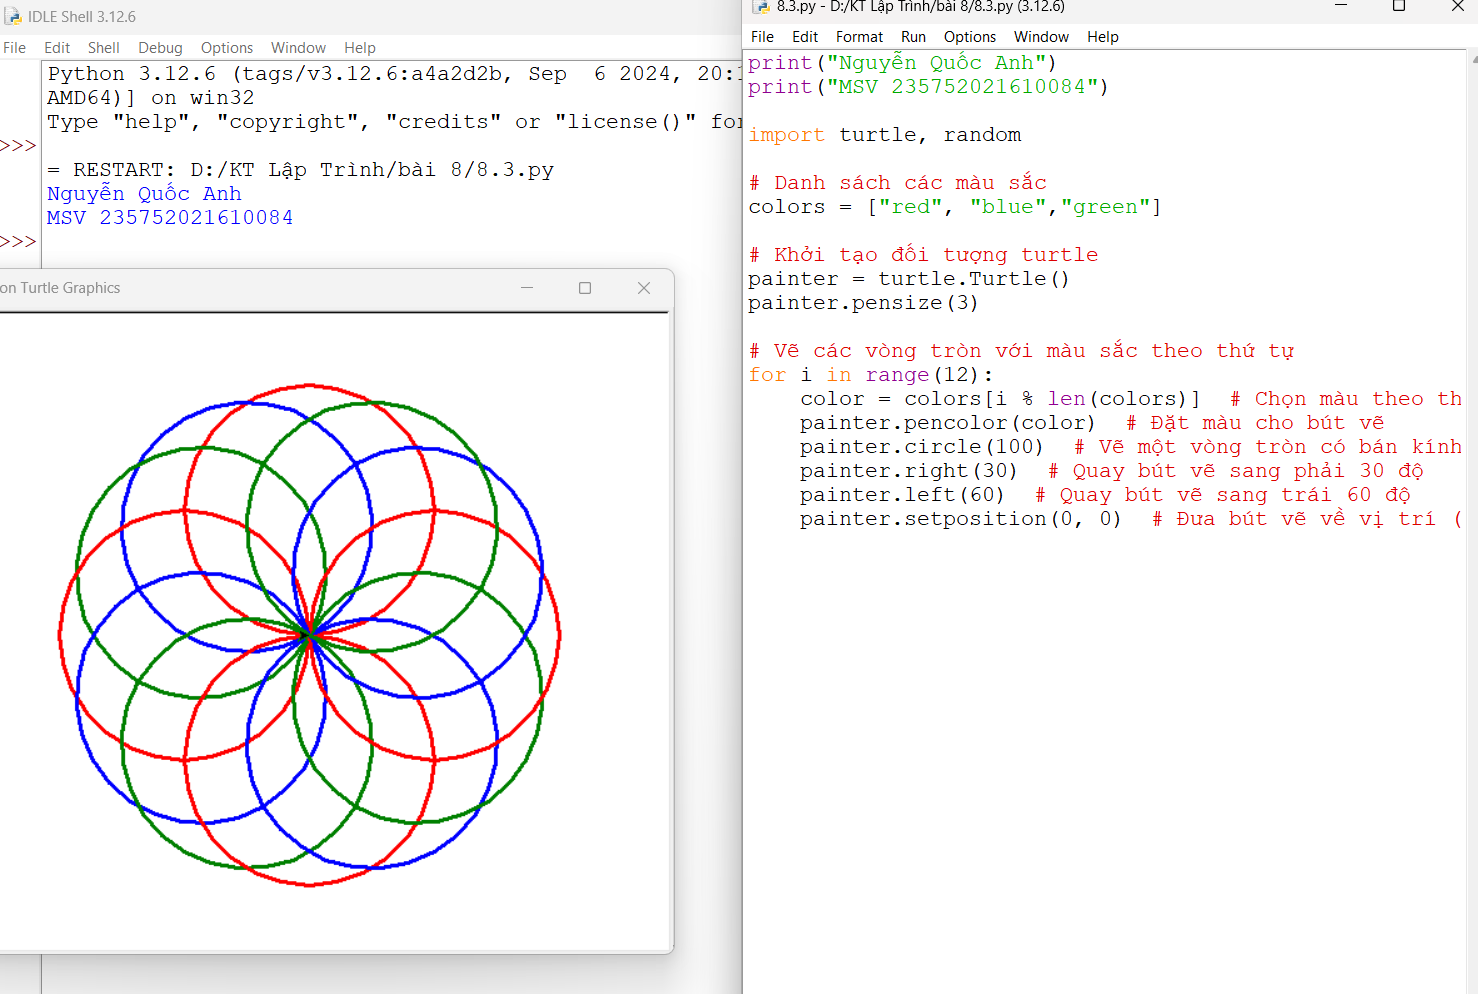 IDLE Shell 3.12.6
File Edit Shell Debug Options Window Help
Python 3.12.6 (tags/v3.12.6:a4a2d2b, Sep  6 2024, 20:
AMD64)] on win32
Type "help", "copyright", "credits" or "license()" for
>>>
= RESTART: D:/KT Lập Trình/bài 8/8.3.py
Nguyễn Quốc Anh
MSV 235752021610084
>>>
on Turtle Graphics
8.3.py - D:/KT Lập Trình/bài 8/8.3.py (3.12.6)
File Edit Format Run Options Window Help
print("Nguyễn Quốc Anh")
print("MSV 235752021610084")
import turtle, random
# Danh sách các màu sắc
colors = ["red", "blue","green"]
# Khởi tạo đối tượng turtle
painter = turtle.Turtle()
painter.pensize(3)
# Vẽ các vòng tròn với màu sắc theo thứ tự
for i in range(12):
    color = colors[i % len(colors)]  # Chọn màu theo th
    painter.pencolor(color)  # Đặt màu cho bút vẽ
    painter.circle(100)  # Vẽ một vòng tròn có bán kính
    painter.right(30)  # Quay bút vẽ sang phải 30 độ
    painter.left(60)  # Quay bút vẽ sang trái 60 độ
    painter.setposition(0, 0)  # Đưa bút vẽ về vị trí (